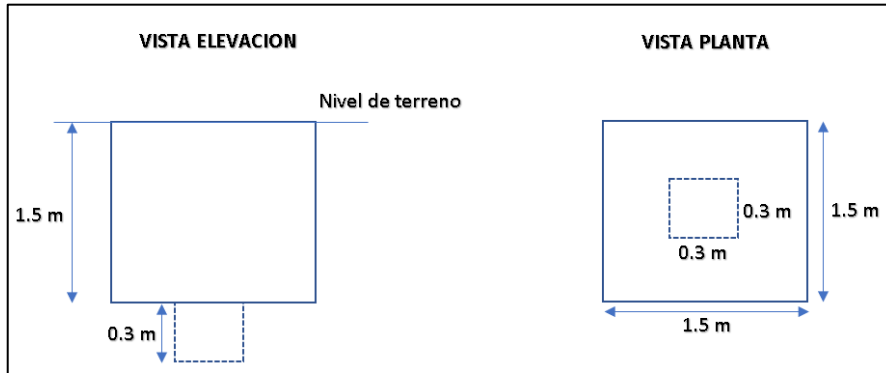 VISTA ELEVACION
VISTA PLANTA
Nivel de terreno
1.5 m
0.3 m
0.3 m
0.3 m
1.5 m
1.5 m